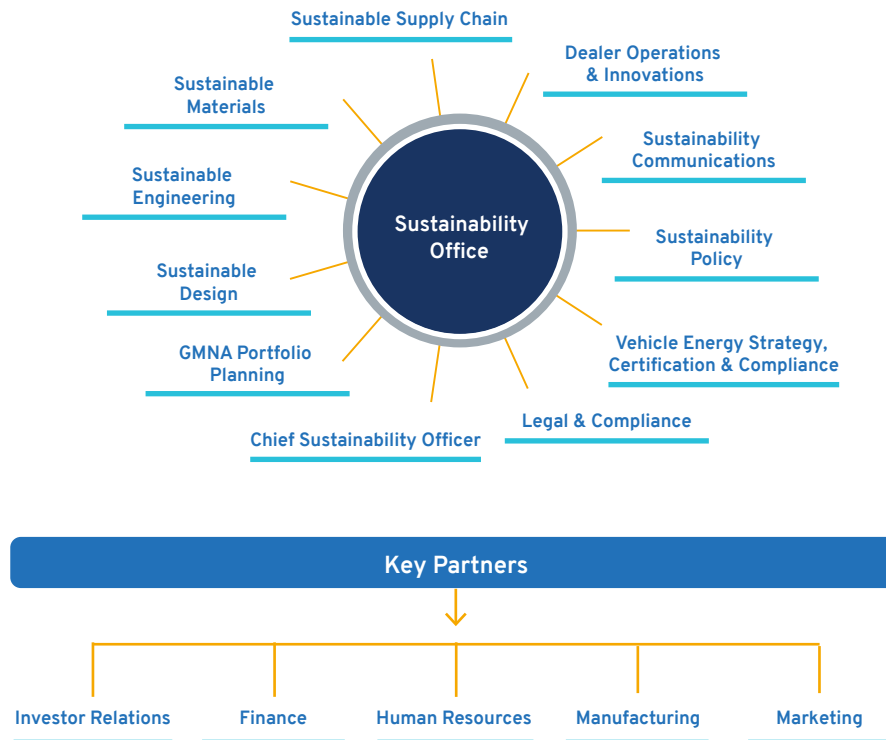 Sustainable Supply Chain
Dealer Operations
& Innovations
Sustainable
Materials
Sustainability
Communications
Sustainable
Engineering
Sustainability
Office
Sustainability
Policy
Sustainable
Design
Vehicle Energy Strategy,
Certification & Compliance
GMNA Portfolio
Planning
Legal & Compliance
Chief Sustainability Officer
Key Partners
Investor Relations
Finance
Human Resources
Manufacturing
Marketing